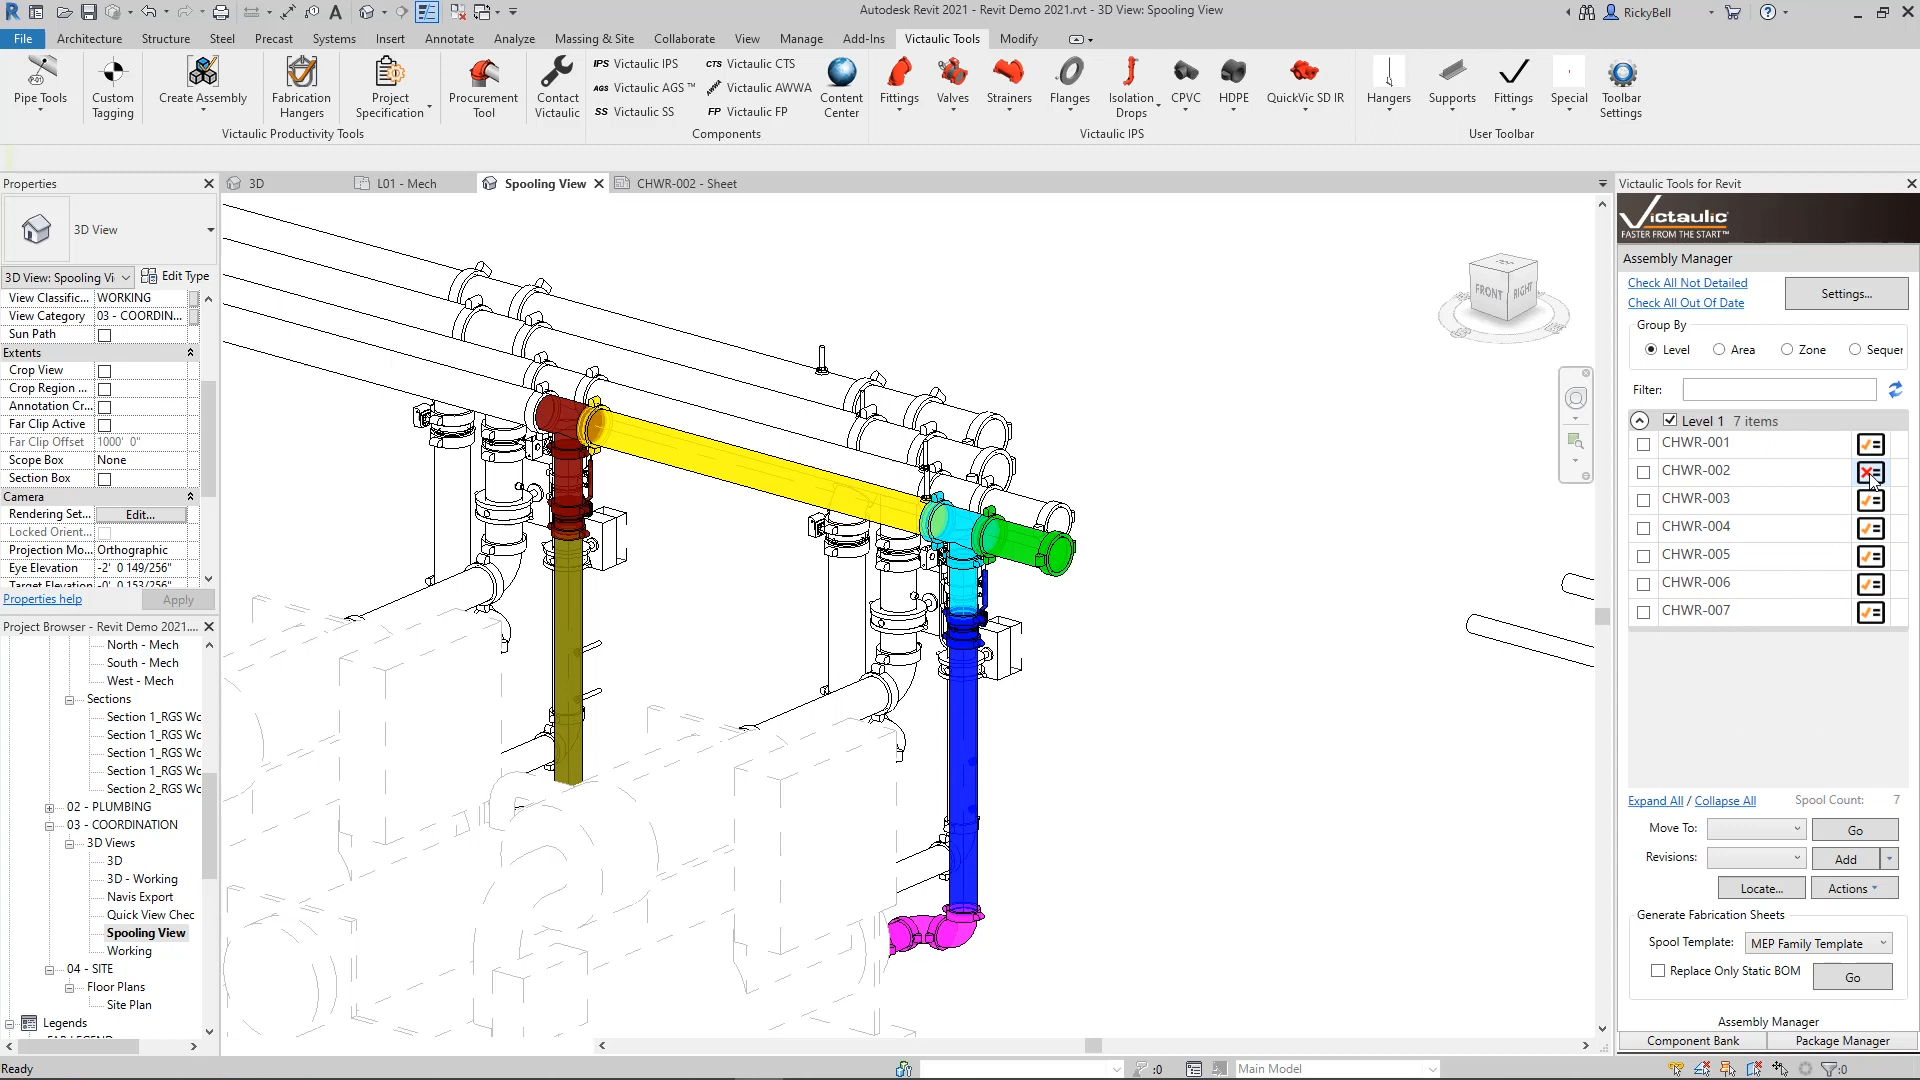 Autodesk Revit 2021 - Revit Demo 2021.rvt - 3D View: Spooling View
RickyBell
File
Architecture
Structure
Steel
Precast
Systems
Insert
Annotate
Analyze
Massing & Site
Collaborate
View
Manage
Add-Ins
Victaulic Tools
Modify
Pipe Tools
Custom Tagging
Create Assembly
Fabrication Hangers
Project Specification
Procurement Tool
Contact Victaulic
IPS Victaulic IPS
CTS Victaulic CTS
AGS Victaulic AGS™
Victaulic AWWA
SS Victaulic SS
FP Victaulic FP
Content Center
Fittings
Valves
Strainers
Flanges
Isolation Drops
CPVC
HDPE
QuickVic SD IR
Hangers
Supports
Fittings
Special
Toolbar Settings
Victaulic Productivity Tools
Components
Victaulic IPS
User Toolbar
Properties
3D View
3D View: Spooling Vi
Edit Type
View Classific... WORKING
View Category 03 - COORDIN...
Sun Path
Extents
Crop View
Crop Region ...
Annotation Cr...
Far Clip Active
Far Clip Offset 1000' 0"
Scope Box None
Section Box
Camera
Rendering Set... Edit...
Locked Orient...
Projection Mo... Orthographic
Eye Elevation -2' 0 149/256"
Target Elevation -0' 0 153/256"
Properties help
Apply
Project Browser - Revit Demo 2021....
North - Mech
South - Mech
West - Mech
Sections
Section 1_RGS Wo
Section 1_RGS Wo
Section 1_RGS Wo
Section 1_RGS Wo
Section 2_RGS Wo
02 - PLUMBING
03 - COORDINATION
3D Views
3D
3D - Working
Navis Export
Quick View Chec
Spooling View
Working
04 - SITE
Floor Plans
Site Plan
Legends
3D
L01 - Mech
Spooling View
CHWR-002 - Sheet
TOP
FRONT
RIGHT
Victaulic Tools for Revit
Victaulic
FASTER FROM THE START™
Assembly Manager
Check All Not Detailed
Check All Out Of Date
Settings...
Group By
Level
Area
Zone
Sequer
Filter:
Level 1 7 items
CHWR-001
CHWR-002
CHWR-003
CHWR-004
CHWR-005
CHWR-006
CHWR-007
Expand All / Collapse All
Spool Count: 7
Move To:
Go
Revisions:
Add
Locate...
Actions
Generate Fabrication Sheets
Spool Template: MEP Family Template
Replace Only Static BOM
Go
Assembly Manager
Component Bank
Package Manager
Ready
:0
Main Model
:0